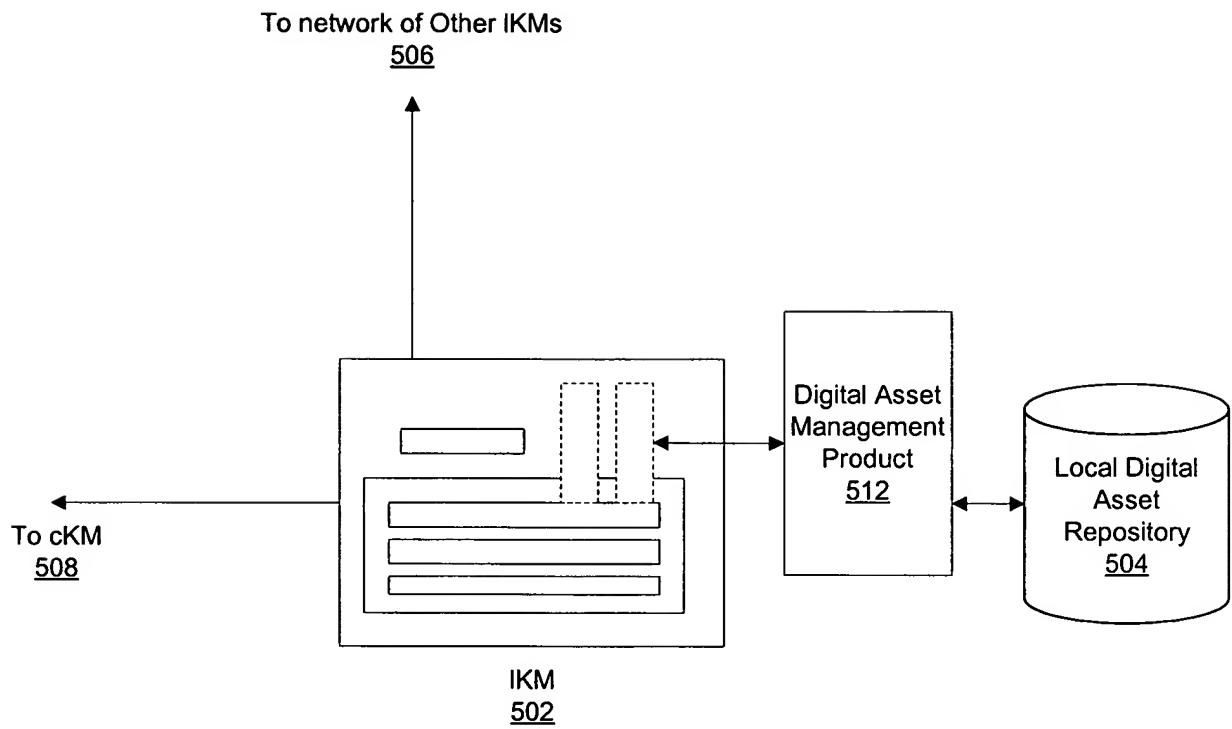 To network of Other IKMs
506
Digital Asset
Management
Product
512
Local Digital
Asset
Repository
504
To cKM
508
IKM
502